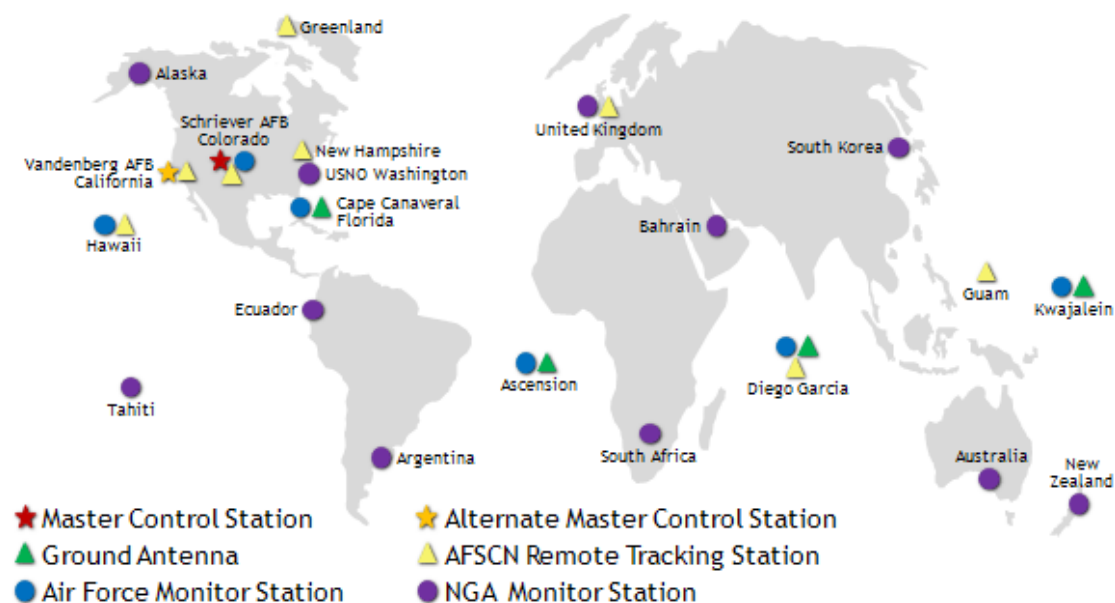 Greenland
Alaska
Schriever AFB
Colorado
Vandenberg AFB
California
New Hampshire
USNO Washington
Cape Canaveral
Florida
Hawaii
United Kingdom
South Korea
Bahrain
Guam
Kwajalein
Ecuador
Ascension
Diego Garcia
Tahiti
Argentina
South Africa
Australia
New
Zealand
Master Control Station
Alternate Master Control Station
Ground Antenna
AFSCN Remote Tracking Station
Air Force Monitor Station
NGA Monitor Station